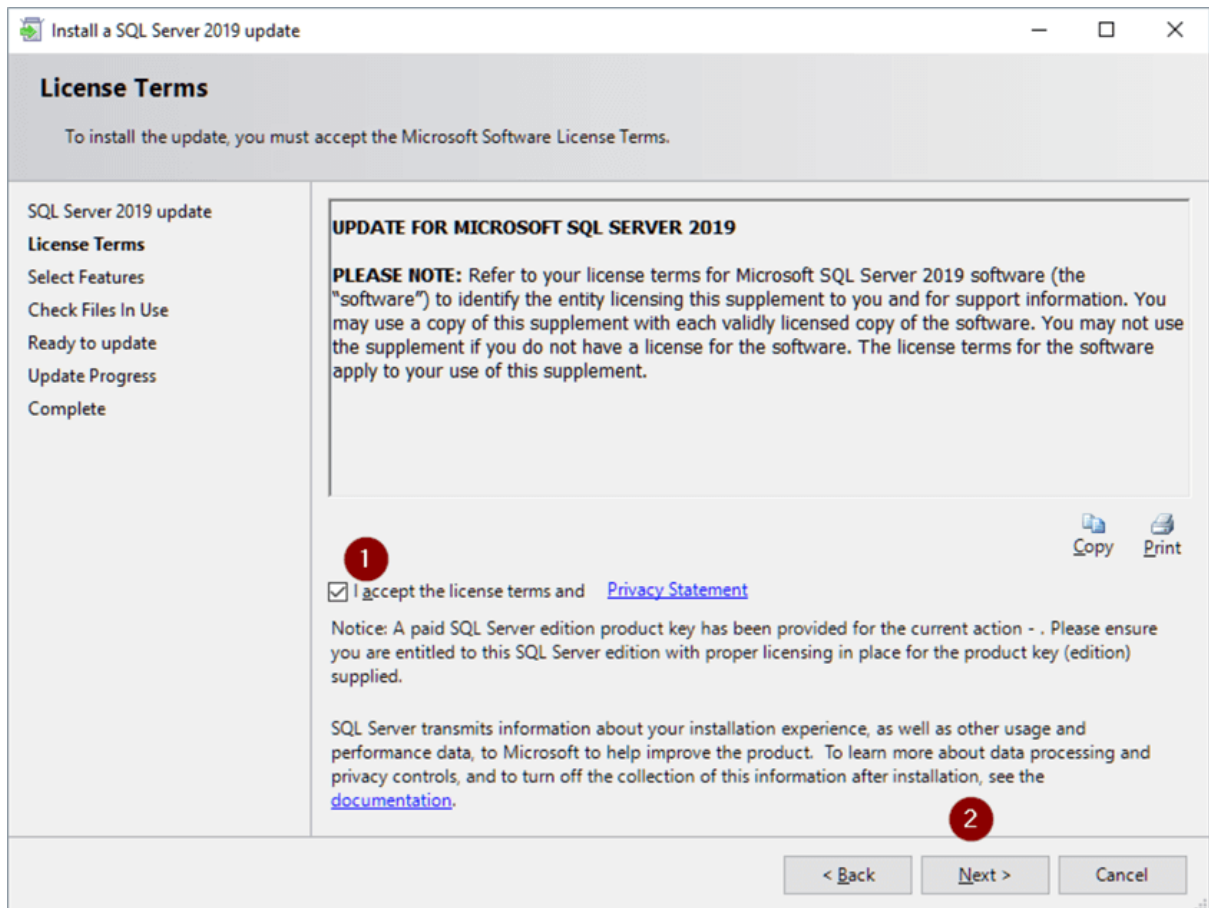 Install a SQL Server 2019 update
License Terms
To install the update, you must accept the Microsoft Software License Terms.
SQL Server 2019 update
License Terms
Select Features
Check Files In Use
Ready to update
Update Progress
Complete
UPDATE FOR MICROSOFT SQL SERVER 2019
PLEASE NOTE: Refer to your license terms for Microsoft SQL Server 2019 software (the
"software") to identify the entity licensing this supplement to you and for support information. You
may use a copy of this supplement with each validly licensed copy of the software. You may not use
the supplement if you do not have a license for the software. The license terms for the software
apply to your use of this supplement.
Copy Print
1
I accept the license terms and Privacy Statement
Notice: A paid SQL Server edition product key has been provided for the current action - . Please ensure
you are entitled to this SQL Server edition with proper licensing in place for the product key (edition)
supplied.
SQL Server transmits information about your installation experience, as well as other usage and
performance data, to Microsoft to help improve the product.  To learn more about data processing and
privacy controls, and to turn off the collection of this information after installation, see the
documentation.
2
< Back Next > Cancel